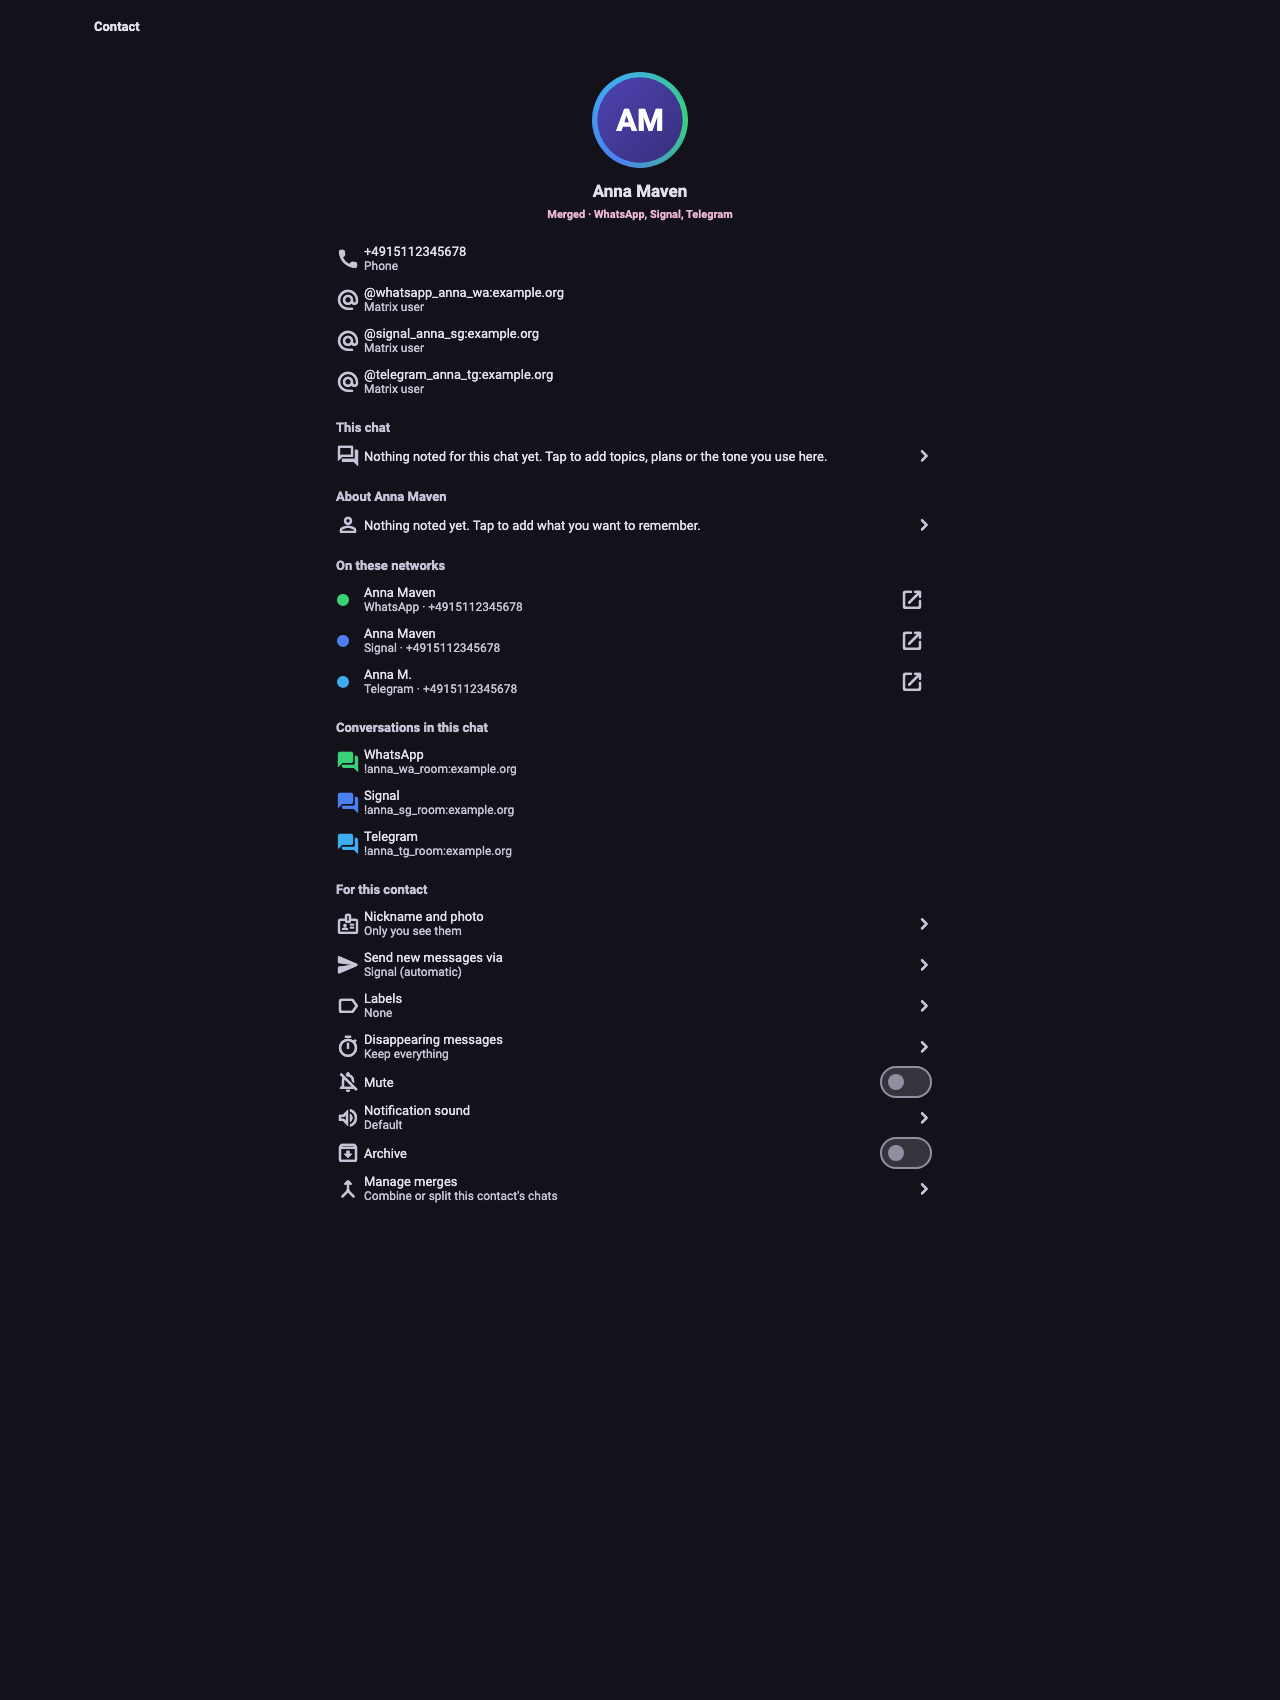 Contact
AM
Anna Maven
Merged · WhatsApp, Signal, Telegram
+4915112345678
Phone
@whatsapp_anna_wa:example.org
Matrix user
@signal_anna_sg:example.org
Matrix user
@telegram_anna_tg:example.org
Matrix user
This chat
Nothing noted for this chat yet. Tap to add topics, plans or the tone you use here.
About Anna Maven
Nothing noted yet. Tap to add what you want to remember.
On these networks
Anna Maven
WhatsApp · +4915112345678
Anna Maven
Signal · +4915112345678
Anna M.
Telegram · +4915112345678
Conversations in this chat
WhatsApp
!anna_wa_room:example.org
Signal
!anna_sg_room:example.org
Telegram
!anna_tg_room:example.org
For this contact
Nickname and photo
Only you see them
Send new messages via
Signal (automatic)
Labels
None
Disappearing messages
Keep everything
Mute
Notification sound
Default
Archive
Manage merges
Combine or split this contact's chats